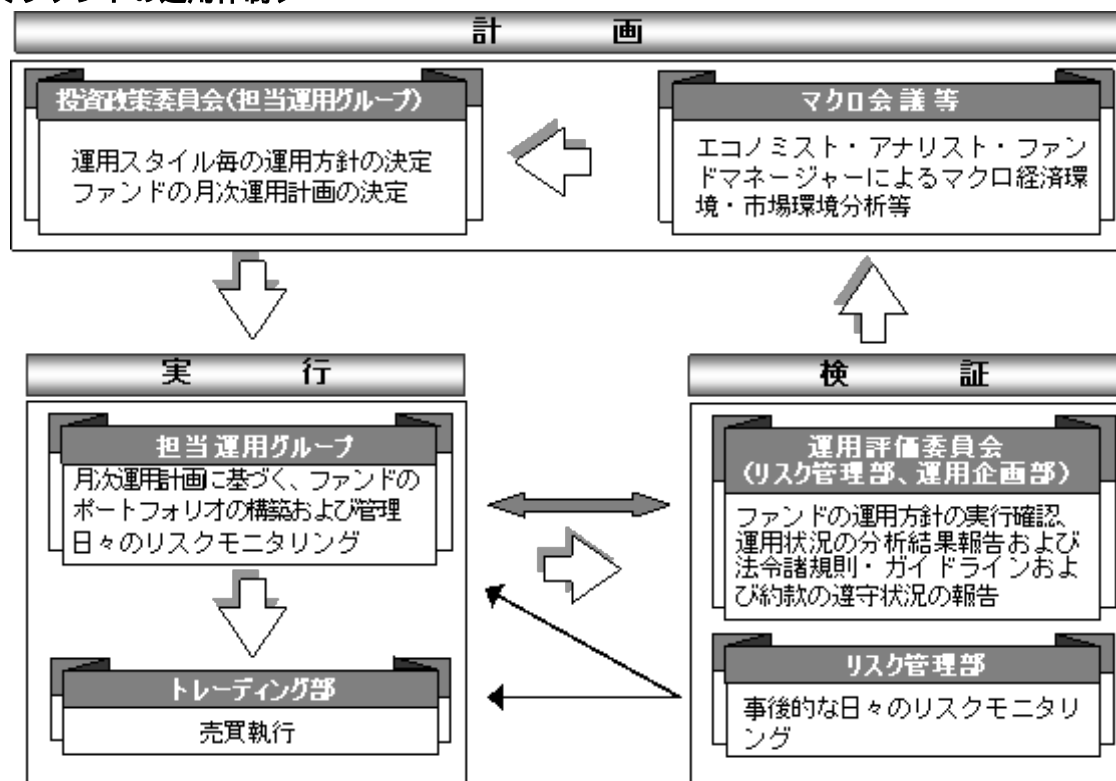 計 画
投資政策委員会(担当運用グループ)
運用スタイル毎の運用方針の決定
ファンドの月次運用計画の決定
マクロ会議等
エコノミスト・アナリスト・ファン
ドマネージャーによるマクロ経済環
境・市場環境分析等
実 行
担当運用グループ
月次運用計画に基づく、ファンドの
ポートフォリオの構築および管理
日々のリスクモニタリング
トレーディング部
売買執行
検 証
運用評価委員会
(リスク管理部、運用企画部)
ファンドの運用方針の実行確認、
運用状況の分析結果報告および
法令諸規則・ガイドラインおよ
び約款の遵守状況の報告
リスク管理部
事後的な日々のリスクモニタリ
ング